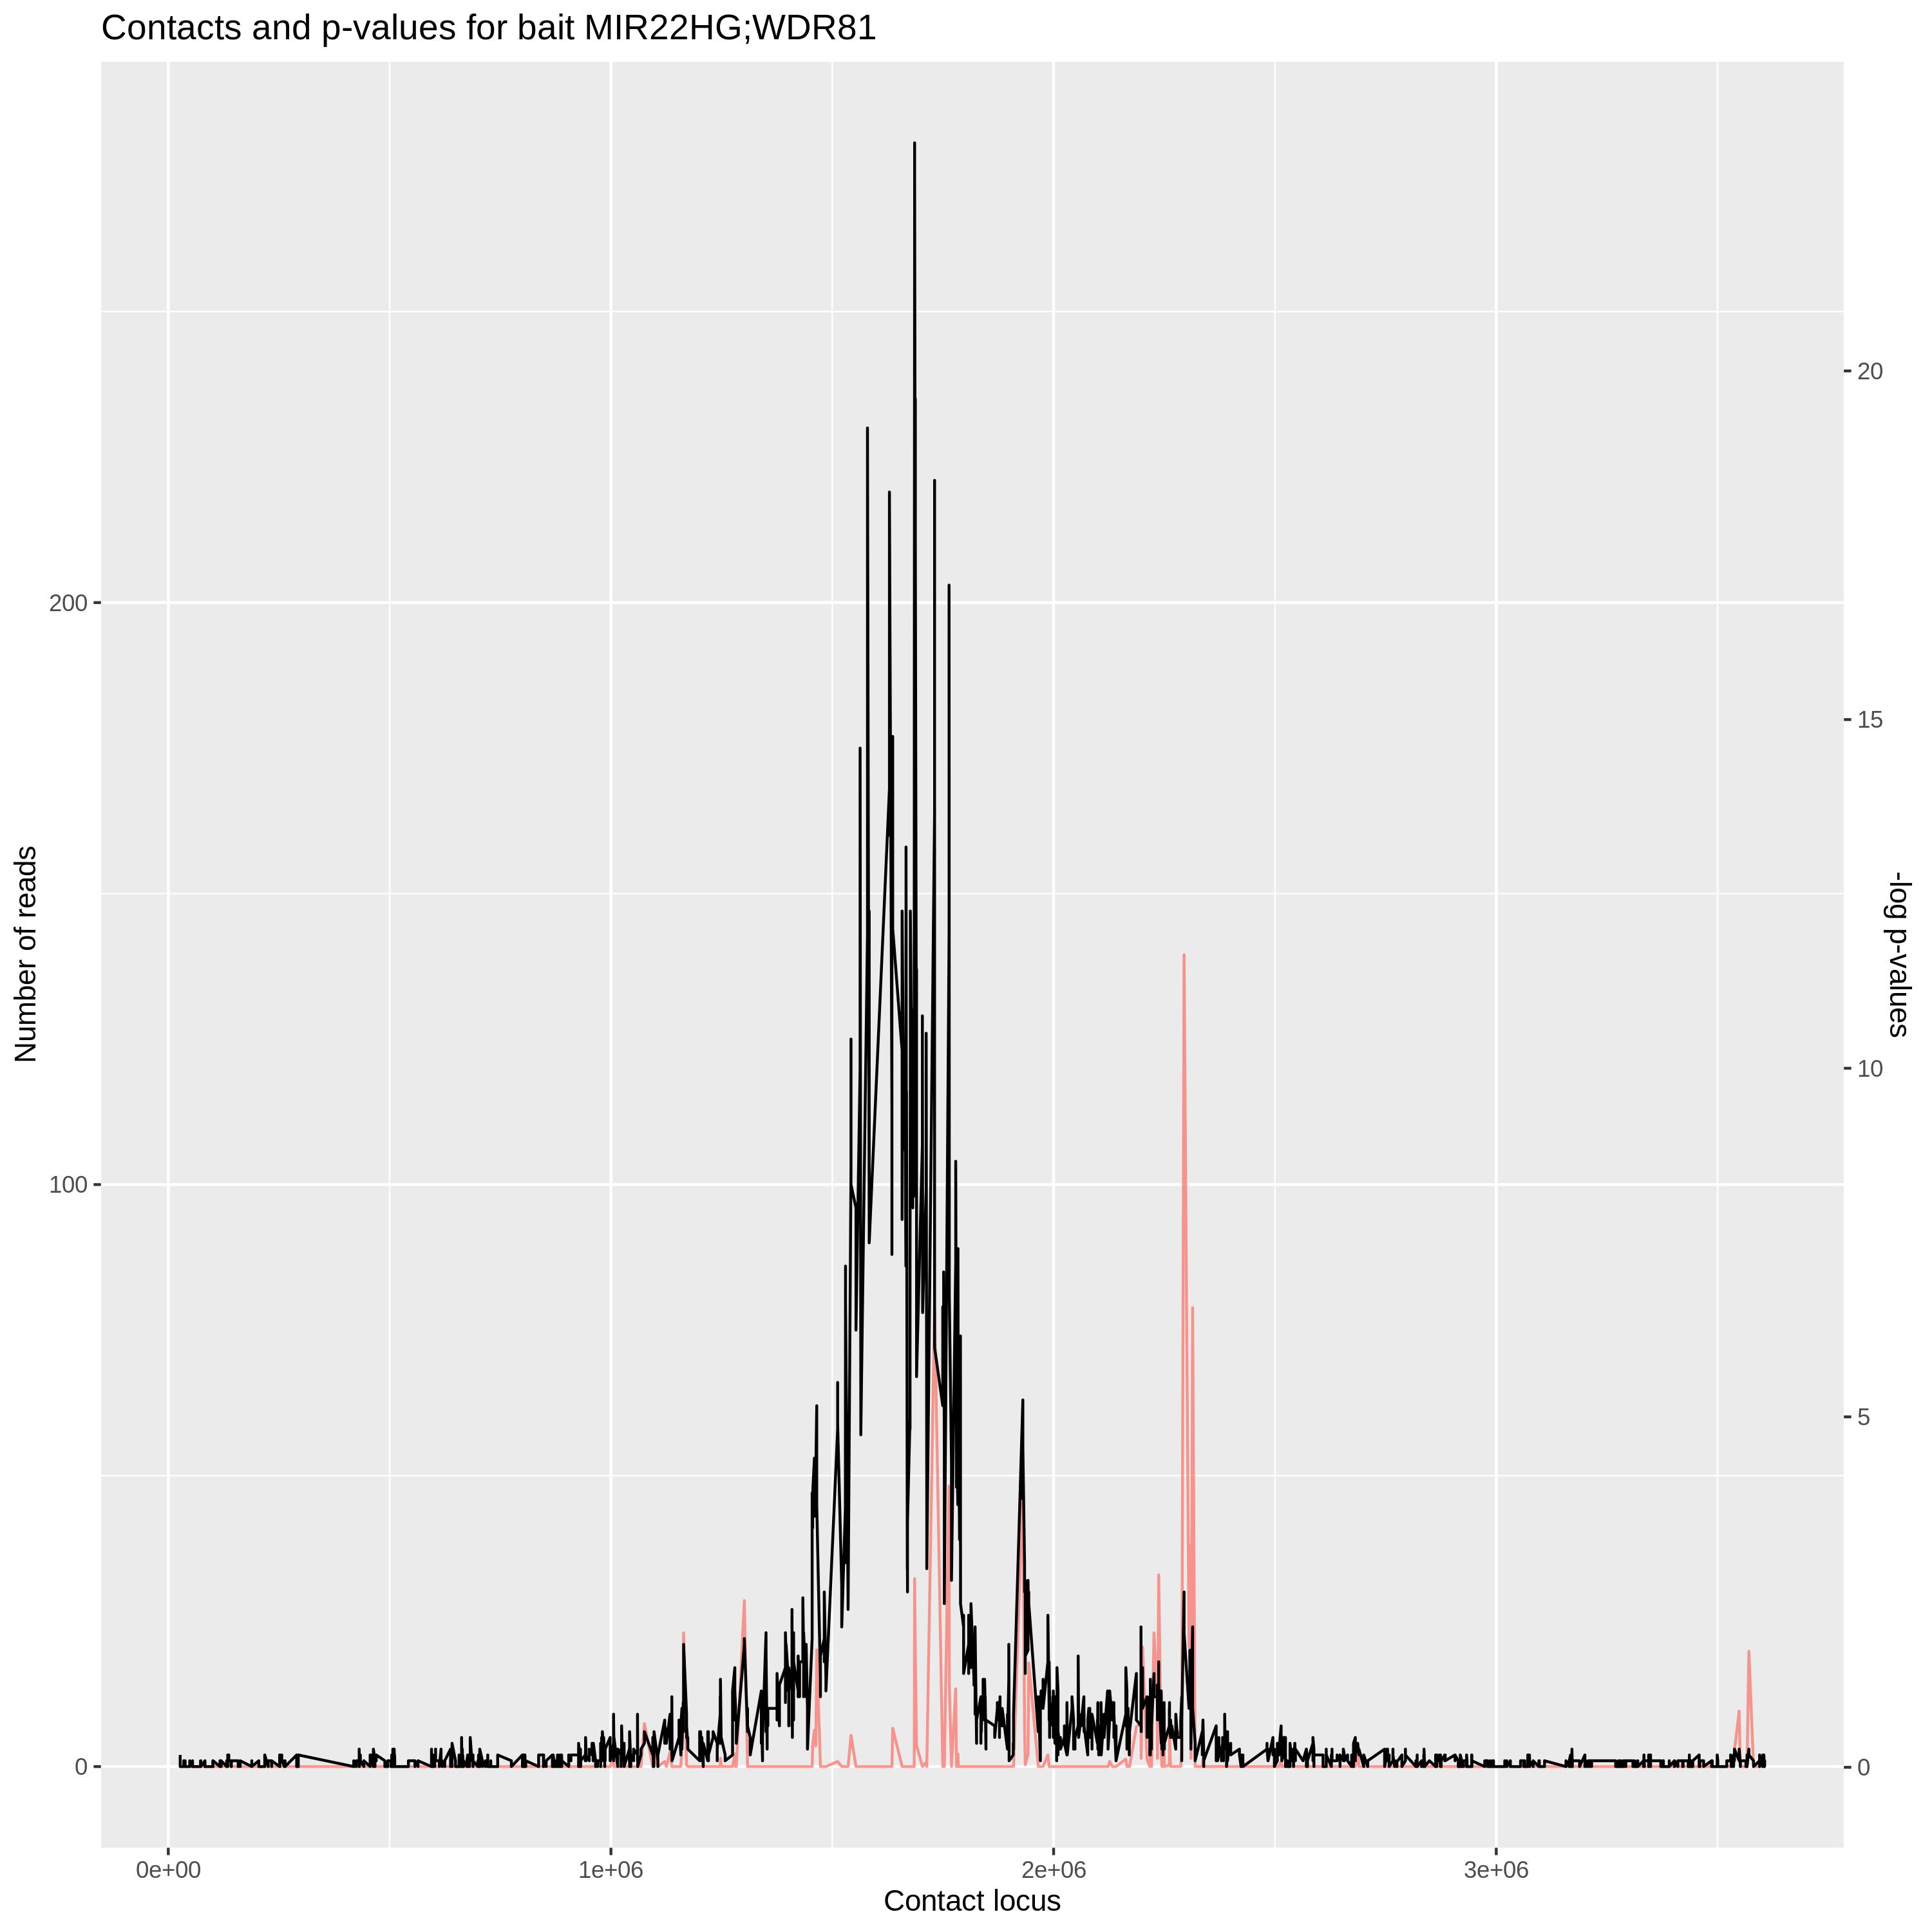 Contacts and p-values for bait MIR22HG;WDR81
Number of reads
200
100
0
20
15
10
5
0
-log p-values
0e+00 1e+06 2e+06 3e+06
Contact locus